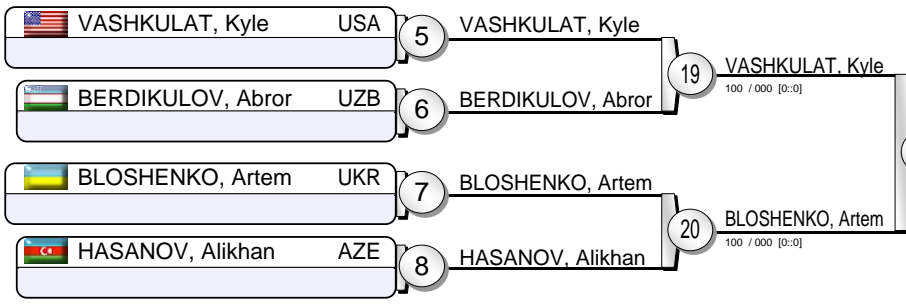 VASHKULAT, Kyle USA 5 VASHKULAT, Kyle
19 VASHKULAT, Kyle
100 / 000 [0::0]
BERDIKULOV, Abror UZB 6 BERDIKULOV, Abror
BLOSHENKO, Artem UKR 7 BLOSHENKO, Artem
20 BLOSHENKO, Artem
100 / 000 [0::0]
HASANOV, Alikhan AZE 8 HASANOV, Alikhan